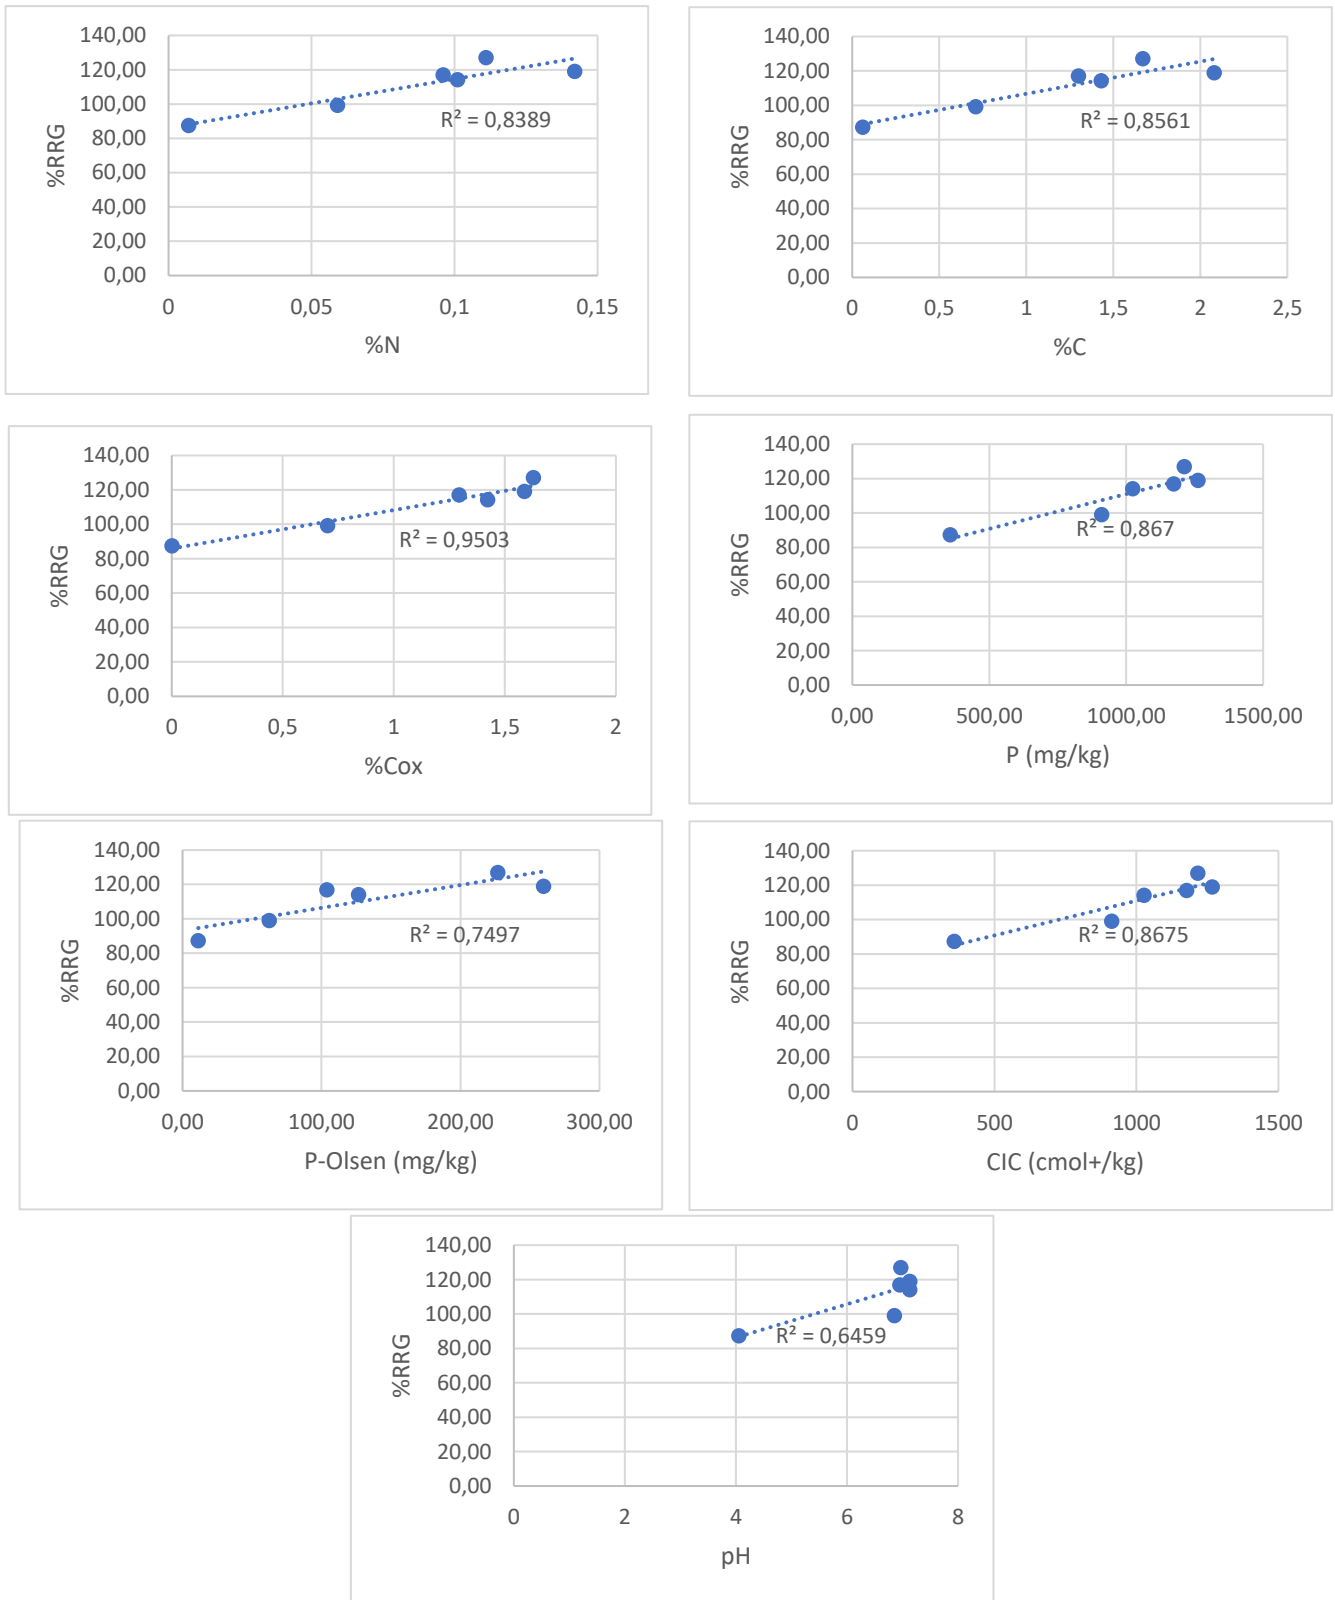 140,00
120,00
100,00
80,00
60,00
40,00
20,00
0,00
%RRG
R² = 0,8389
0 0,05 0,1 0,15
%N
140,00
120,00
100,00
80,00
60,00
40,00
20,00
0,00
%RRG
R² = 0,8561
0 0,5 1 1,5 2 2,5
%C
140,00
120,00
100,00
80,00
60,00
40,00
20,00
0,00
%RRG
R² = 0,9503
0 0,5 1 1,5 2
%Cox
140,00
120,00
100,00
80,00
60,00
40,00
20,00
0,00
%RRG
R² = 0,867
0,00 500,00 1000,00 1500,00
P (mg/kg)
140,00
120,00
100,00
80,00
60,00
40,00
20,00
0,00
%RRG
R² = 0,7497
0,00 100,00 200,00 300,00
P-Olsen (mg/kg)
140,00
120,00
100,00
80,00
60,00
40,00
20,00
0,00
%RRG
R² = 0,8675
0 500 1000 1500
CIC (cmol+/kg)
140,00
120,00
100,00
80,00
60,00
40,00
20,00
0,00
%RRG
R² = 0,6459
0 2 4 6 8
pH